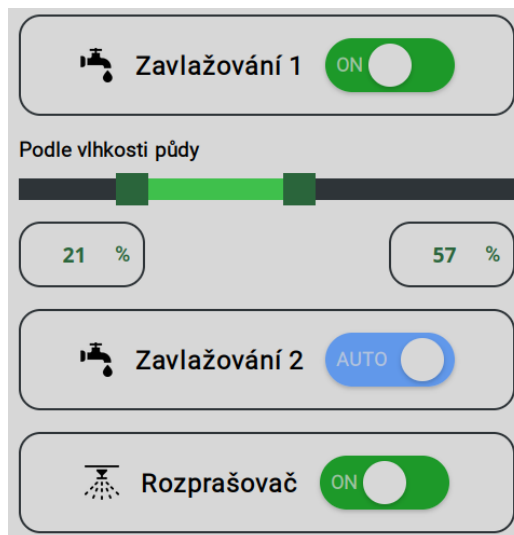 Zavlažování 1 ON
Podle vlhkosti půdy
21 % 57 %
Zavlažování 2 AUTO
Rozprašovač ON